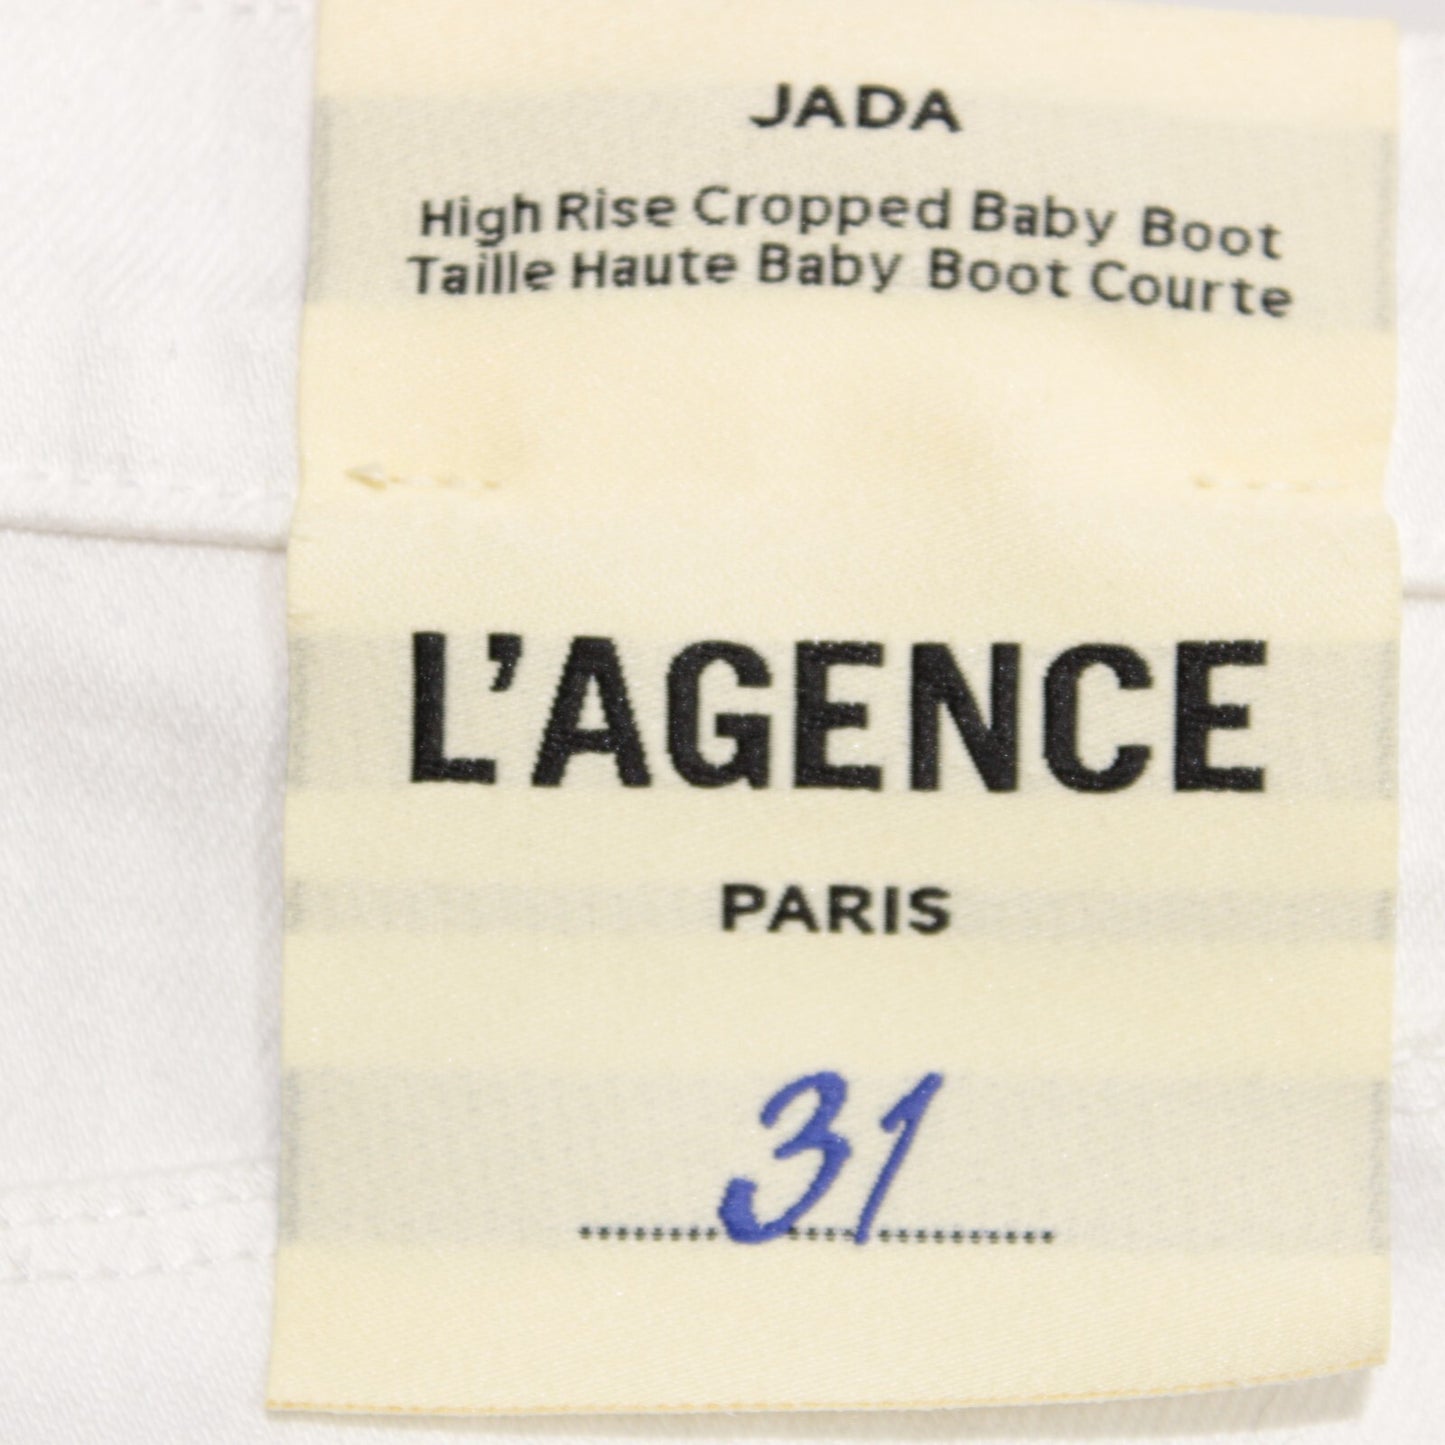 JADA
High Rise Cropped Baby Boot
Taille Haute Baby Boot Courte
L'AGENCE
PARIS
31